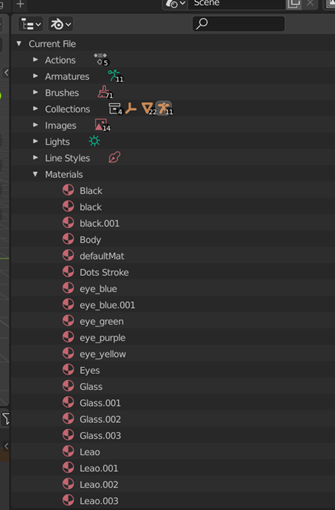 Scene
Current File
Actions 5
Armatures 11
Brushes 71
Collections 4 22 11
Images 14
Lights
Line Styles
Materials
Black
black
black.001
Body
defaultMat
Dots Stroke
eye_blue
eye_blue.001
eye_green
eye_purple
eye_yellow
Eyes
Glass
Glass.001
Glass.002
Glass.003
Leao
Leao.001
Leao.002
Leao.003